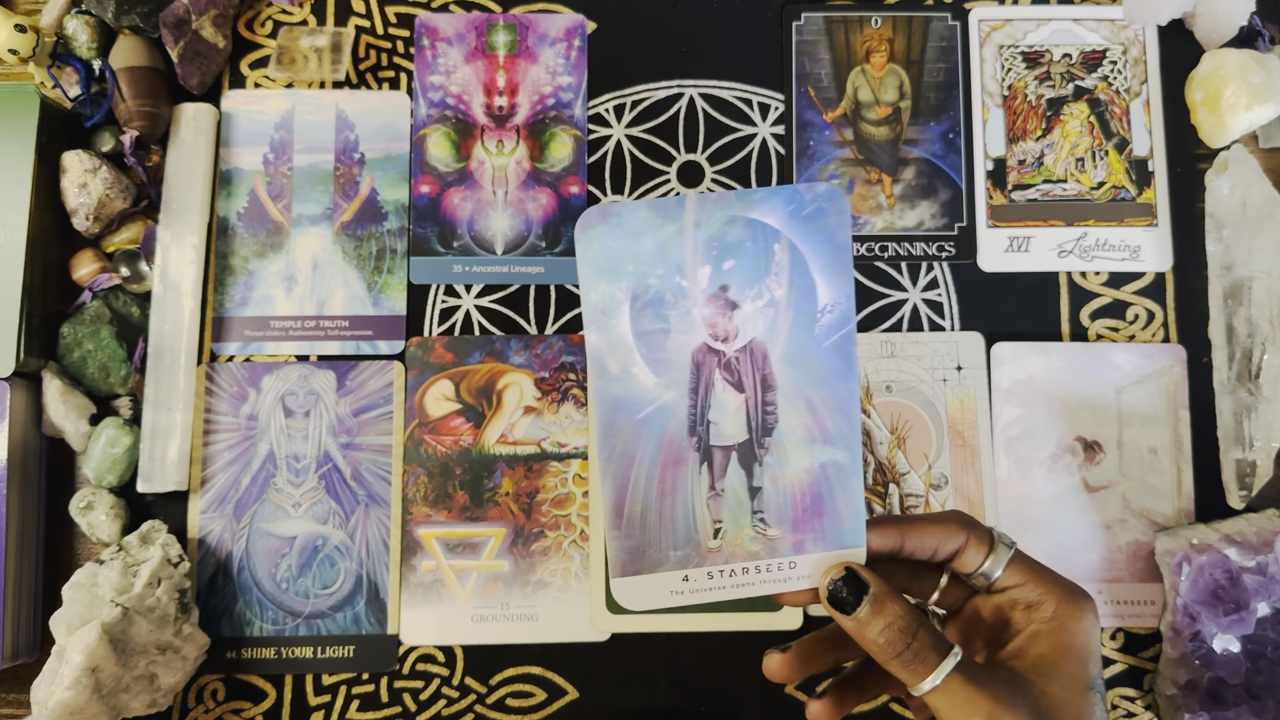 TEMPLE OF TRUTH
Throat chakra. Authenticity. Self-expression.
35 • Ancestral Lineages
0
BEGINNINGS
XVI Lightning
44 SHINE YOUR LIGHT
15
GROUNDING
4. STARSEED
The Universe opens through you
STARSEED